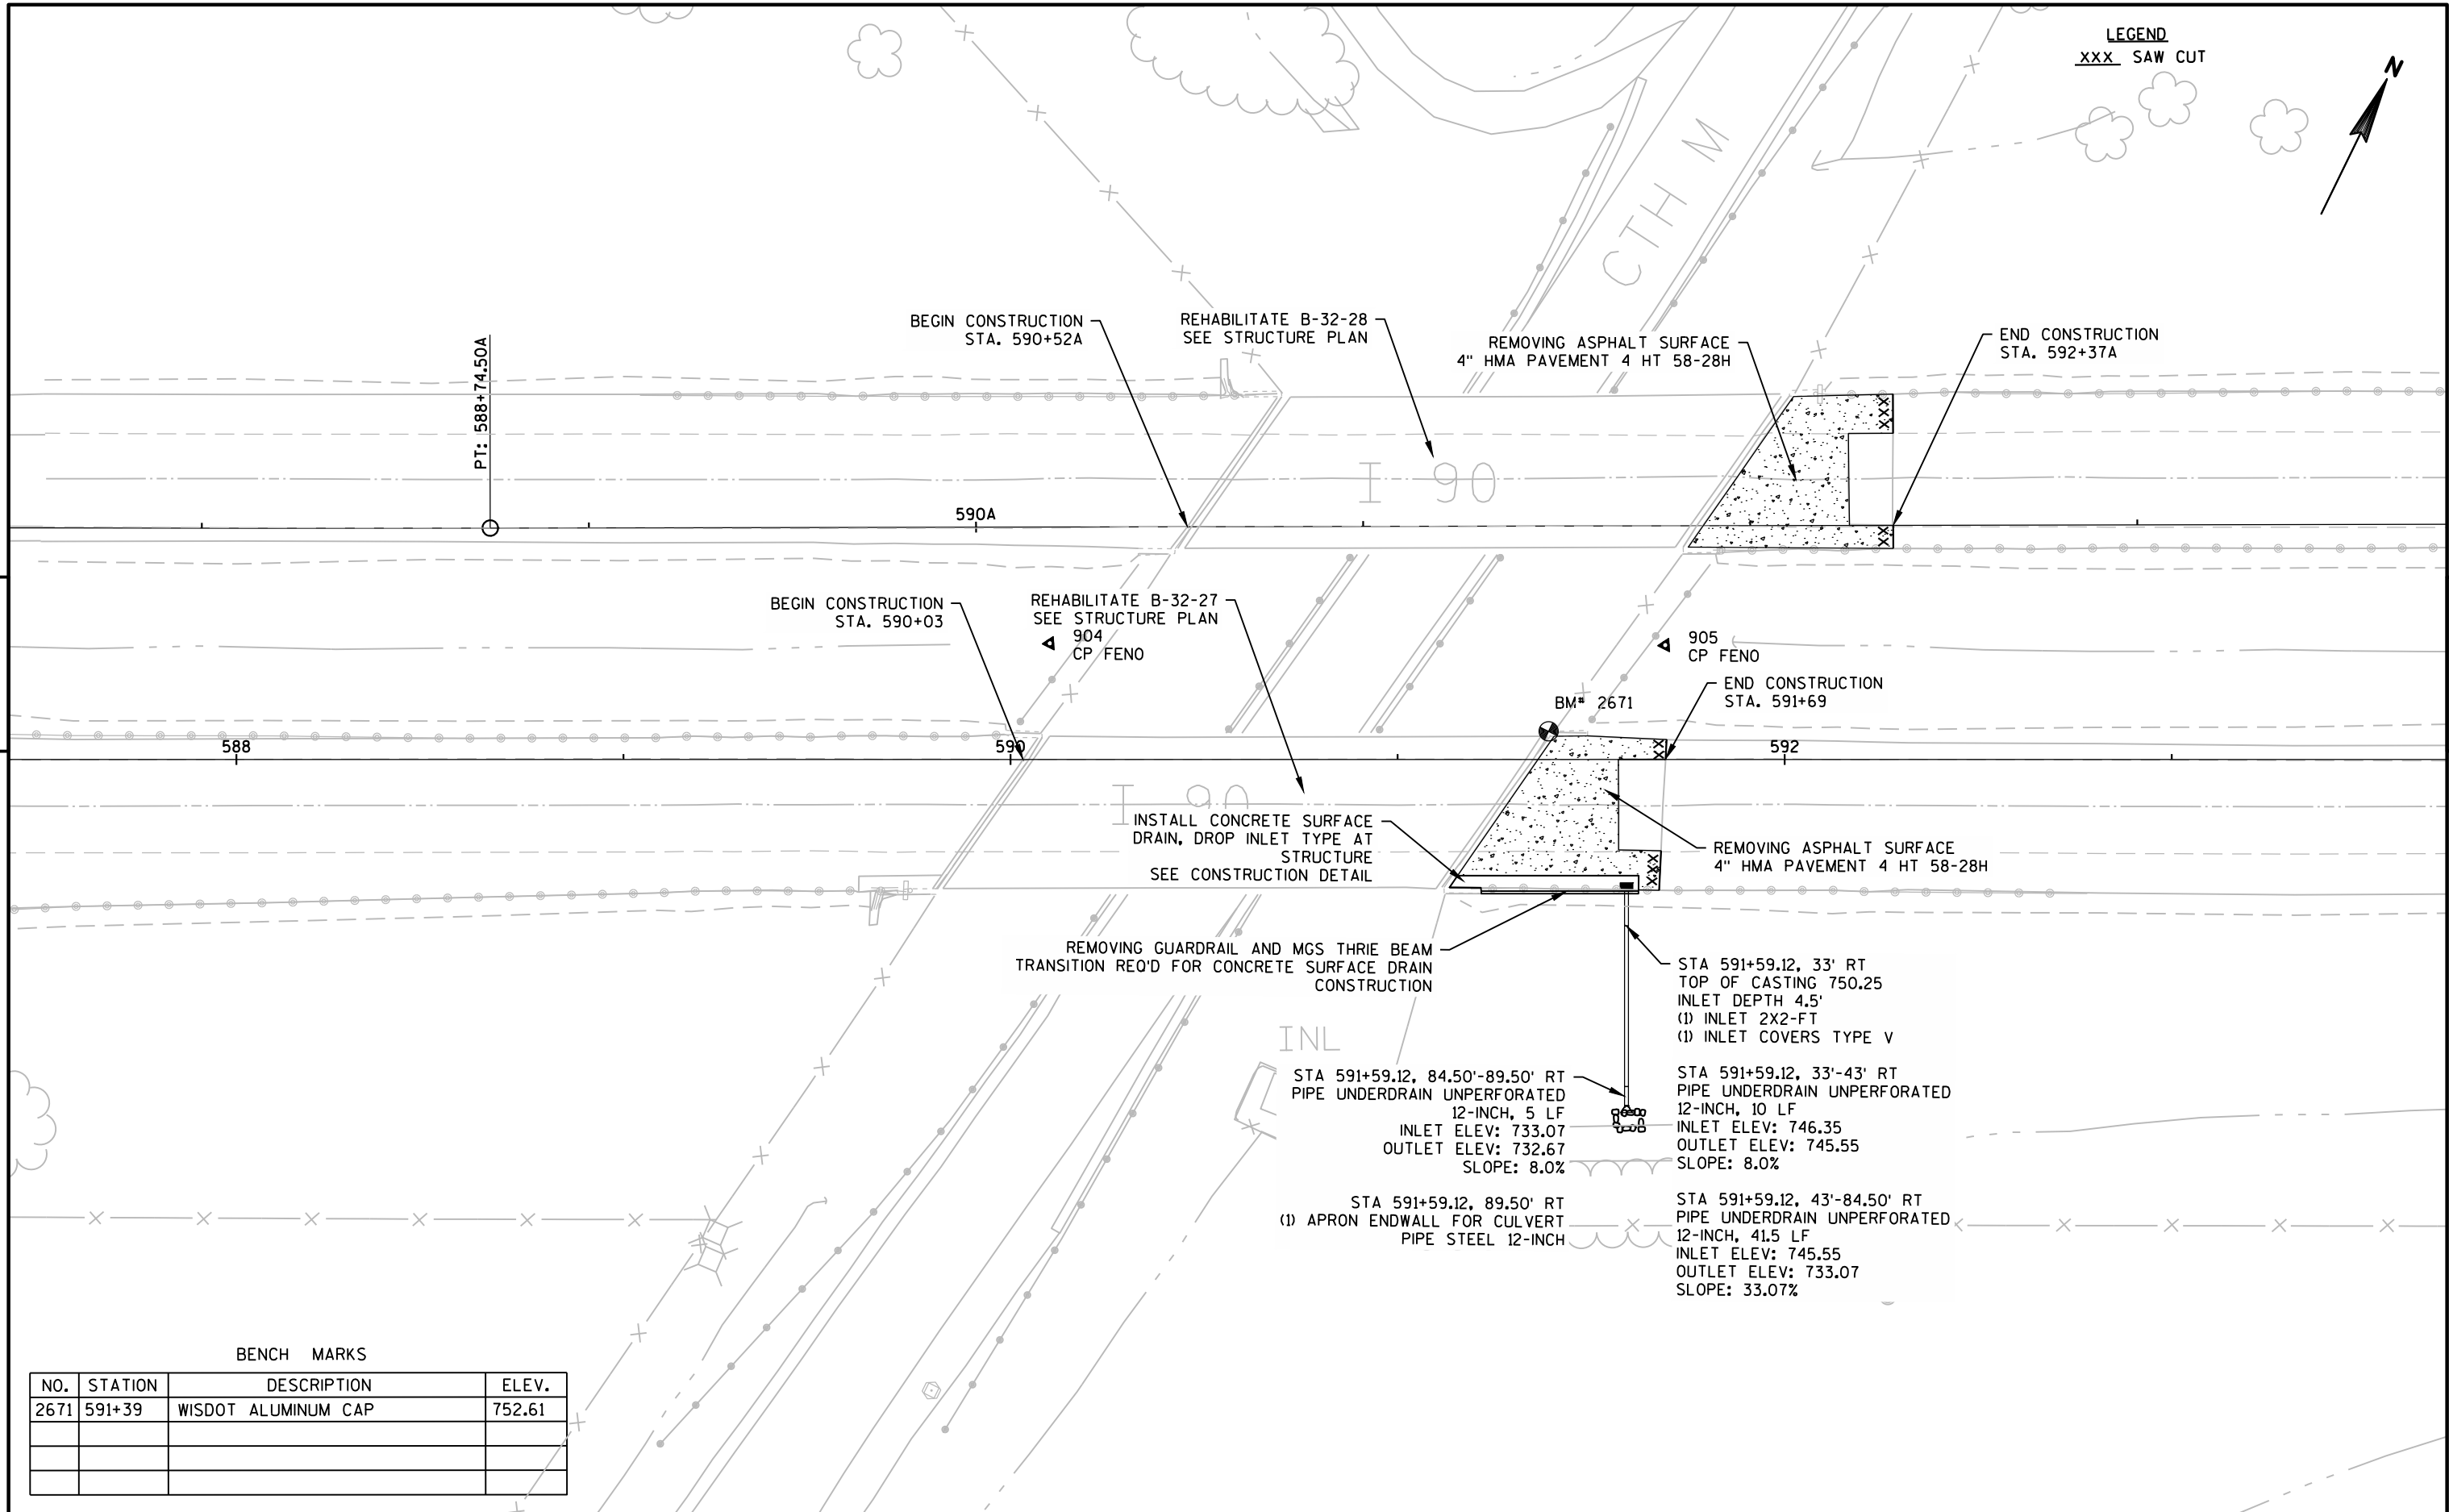 LEGEND
XXX SAW CUT
N
CTH M
BEGIN CONSTRUCTION
STA. 590+52A
REHABILITATE B-32-28
SEE STRUCTURE PLAN
REMOVING ASPHALT SURFACE
4" HMA PAVEMENT 4 HT 58-28H
END CONSTRUCTION
STA. 592+37A
PT: 588+74.50A
XXX
I 90
590A
XX
BEGIN CONSTRUCTION
STA. 590+03
REHABILITATE B-32-27
SEE STRUCTURE PLAN
904
CP FENO
905
CP FENO
END CONSTRUCTION
STA. 591+69
BM# 2671
588
590
592
XX
I 90
INSTALL CONCRETE SURFACE
DRAIN, DROP INLET TYPE AT
STRUCTURE
SEE CONSTRUCTION DETAIL
REMOVING ASPHALT SURFACE
4" HMA PAVEMENT 4 HT 58-28H
XXX
REMOVING GUARDRAIL AND MGS THRIE BEAM
TRANSITION REQ'D FOR CONCRETE SURFACE DRAIN
CONSTRUCTION
STA 591+59.12, 33' RT
TOP OF CASTING 750.25
INLET DEPTH 4.5'
(1) INLET 2X2-FT
(1) INLET COVERS TYPE V
INL
STA 591+59.12, 84.50'-89.50' RT
PIPE UNDERDRAIN UNPERFORATED
12-INCH, 5 LF
INLET ELEV: 733.07
OUTLET ELEV: 732.67
SLOPE: 8.0%
STA 591+59.12, 33'-43' RT
PIPE UNDERDRAIN UNPERFORATED
12-INCH, 10 LF
INLET ELEV: 746.35
OUTLET ELEV: 745.55
SLOPE: 8.0%
STA 591+59.12, 89.50' RT
(1) APRON ENDWALL FOR CULVERT
PIPE STEEL 12-INCH
STA 591+59.12, 43'-84.50' RT
PIPE UNDERDRAIN UNPERFORATED
12-INCH, 41.5 LF
INLET ELEV: 745.55
OUTLET ELEV: 733.07
SLOPE: 33.07%
BENCH MARKS
NO. STATION DESCRIPTION ELEV.
2671 591+39 WISDOT ALUMINUM CAP 752.61